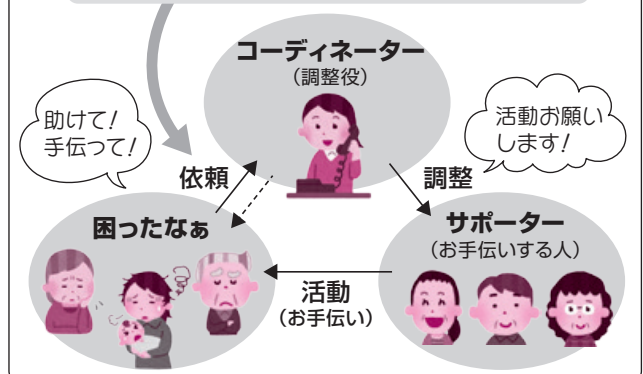 コーディネーター
（調整役）
助けて！
手伝って！
活動お願い
します！
依頼
調整
困ったなぁ
サポーター
（お手伝いする人）
活動
（お手伝い）